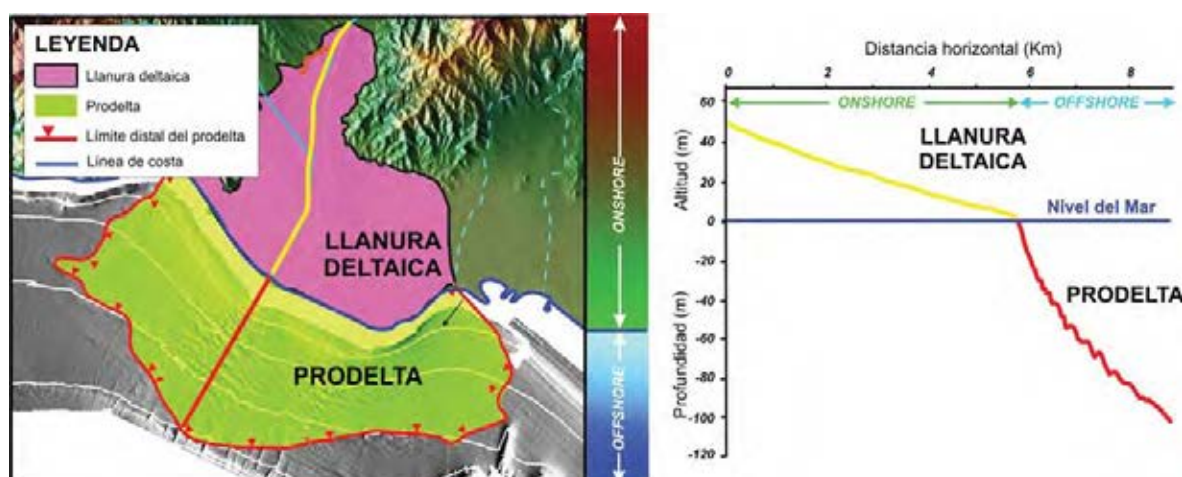 LEYENDA
Llanura deltaica
Prodelta
Límite distal del prodelta
Línea de costa
LLANURA
DELTAICA
PRODELTA
ONSHORE
OFFSHORE
Distancia horizontal (Km)
0 2 4 6 8
ONSHORE OFFSHORE
LLANURA
DELTAICA
Nivel del Mar
PRODELTA
Altitud (m)
Profundidad (m)
60
40
20
0
-20
-40
-60
-80
-100
-120